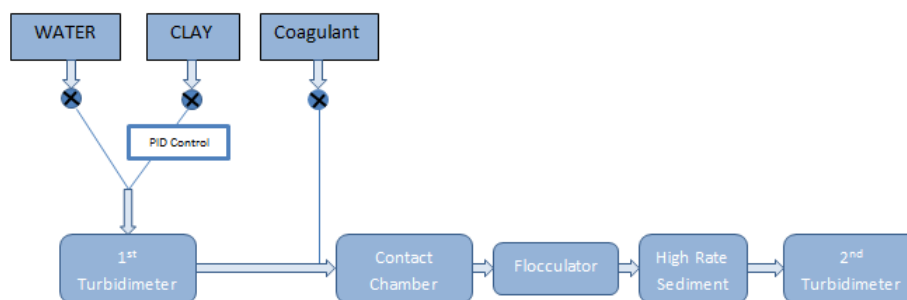 WATER
CLAY
Coagulant
PID Control
1st
Turbidimeter
Contact
Chamber
Flocculator
High Rate
Sediment
2nd
Turbidimeter